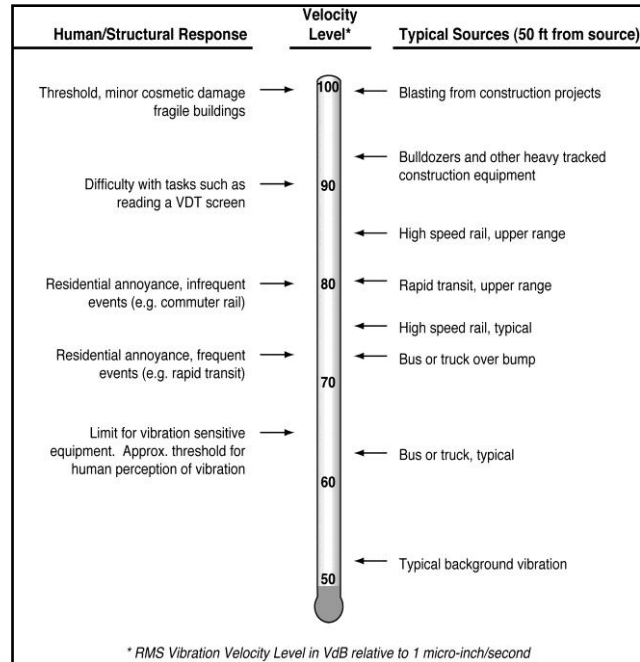 Human/Structural Response
Velocity
Level*
Typical Sources (50 ft from source)
Threshold, minor cosmetic damage
fragile buildings
100
Blasting from construction projects
Bulldozers and other heavy tracked
construction equipment
Difficulty with tasks such as
reading a VDT screen
90
High speed rail, upper range
Residential annoyance, infrequent
events (e.g. commuter rail)
80
Rapid transit, upper range
High speed rail, typical
Residential annoyance, frequent
events (e.g. rapid transit)
Bus or truck over bump
70
Limit for vibration sensitive
equipment. Approx. threshold for
human perception of vibration
Bus or truck, typical
60
Typical background vibration
50
* RMS Vibration Velocity Level in VdB relative to 1 micro-inch/second